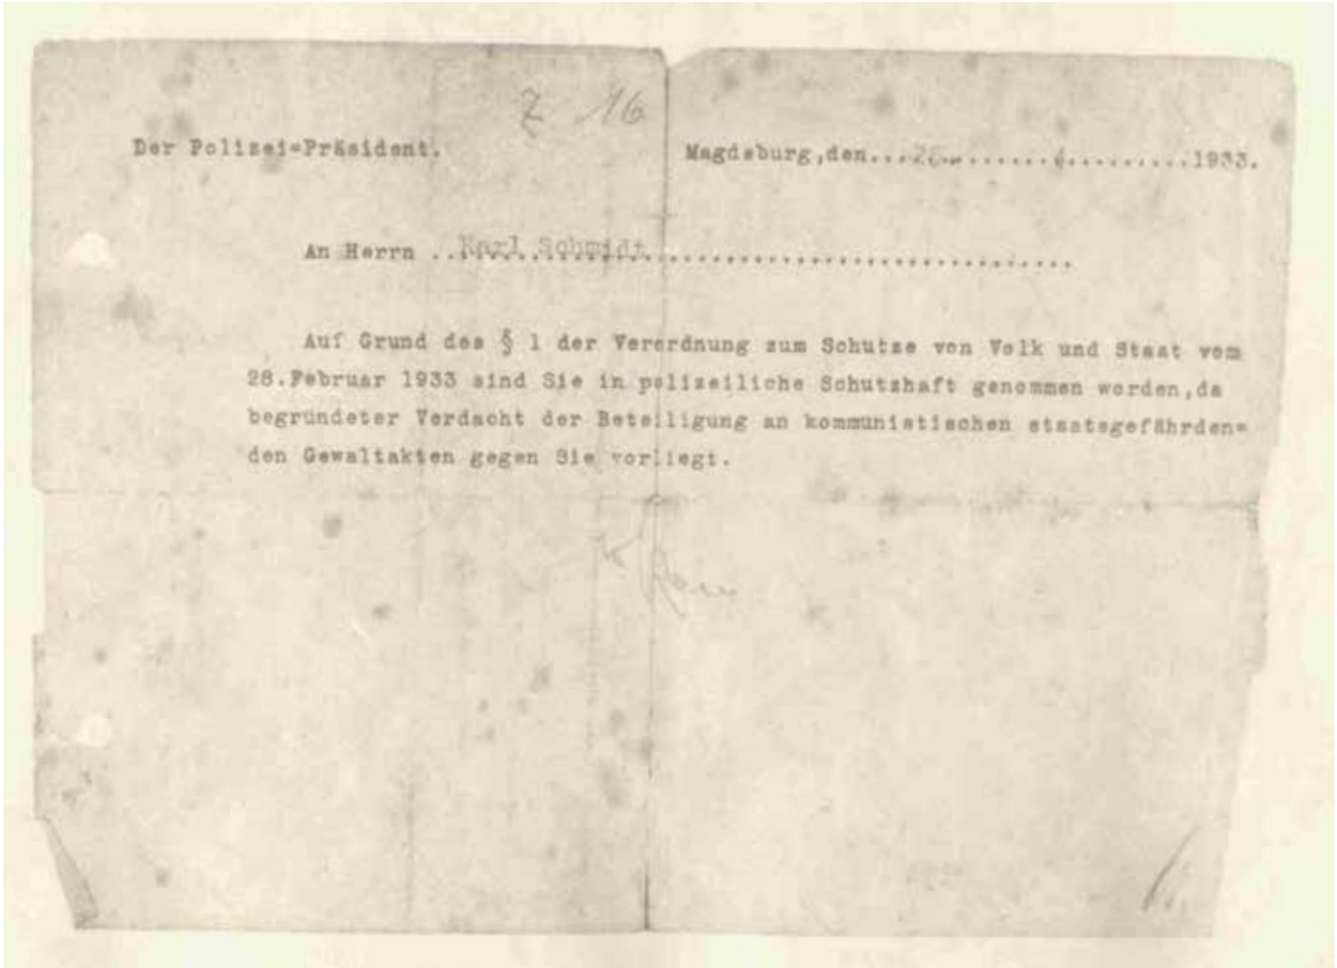 Z 16
Der Polizei=Präsident.
Magdeburg,den...26..........1933.
An Herrn ..Karl Schmidt..............................
Auf Grund des § 1 der Verordnung zum Schutze von Volk und Staat vom
28.Februar 1933 sind Sie in polizeiliche Schutzhaft genommen worden,da
begründeter Verdacht der Beteiligung an kommunistischen staatsgefährden=
den Gewaltakten gegen Sie vorliegt.